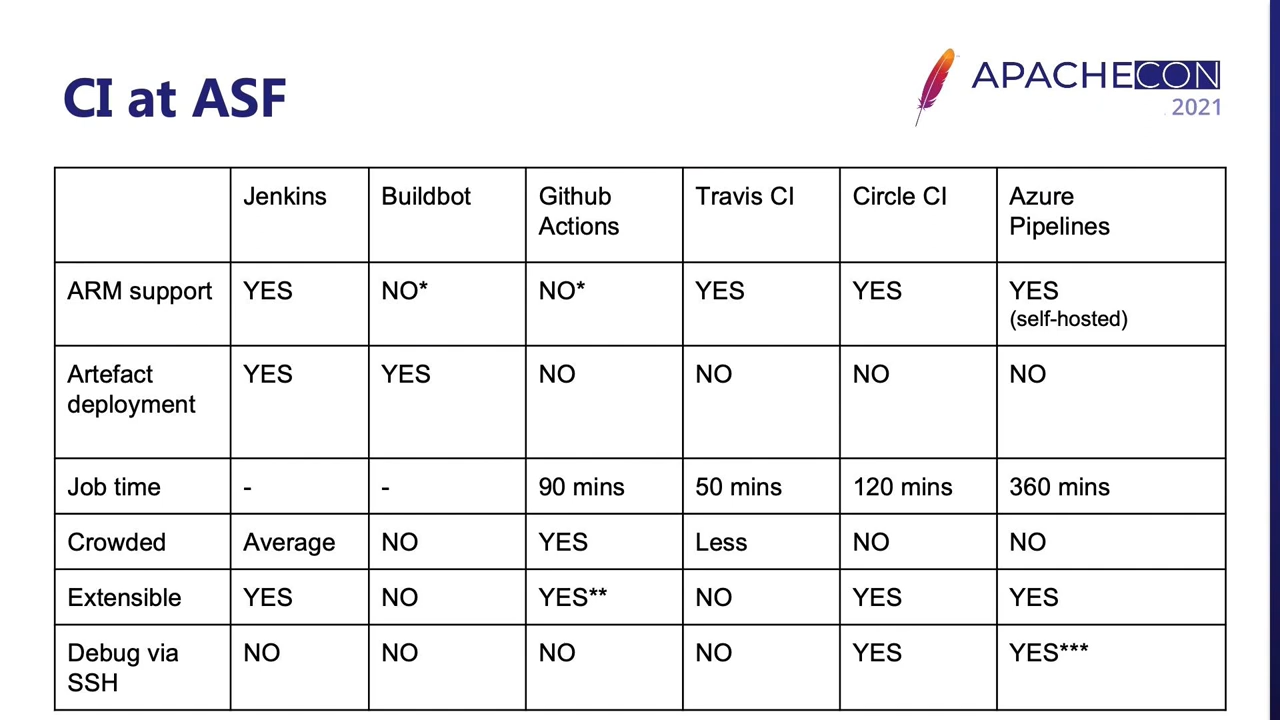 CI at ASF
APACHECON
2021
Jenkins Buildbot Github Actions Travis CI Circle CI Azure Pipelines
ARM support YES NO* NO* YES YES YES (self-hosted)
Artefact deployment YES YES NO NO NO NO
Job time - - 90 mins 50 mins 120 mins 360 mins
Crowded Average NO YES Less NO NO
Extensible YES NO YES** NO YES YES
Debug via SSH NO NO NO NO YES YES***